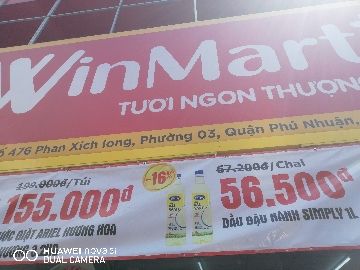 WinMart
TƯƠI NGON THƯỢNG
476 Phan Xích long, Phường 03, Quận Phú Nhuận,
199.000đ/Túi
155.000đ
-16%
67.200đ/Chai
56.500đ
ƯỚC GIẶT ARIEL HƯƠNG HOA
DẦU ĐẬU NÀNH SIMPLY 1L
HUAWEI nova 5i
DUAL CAMERA